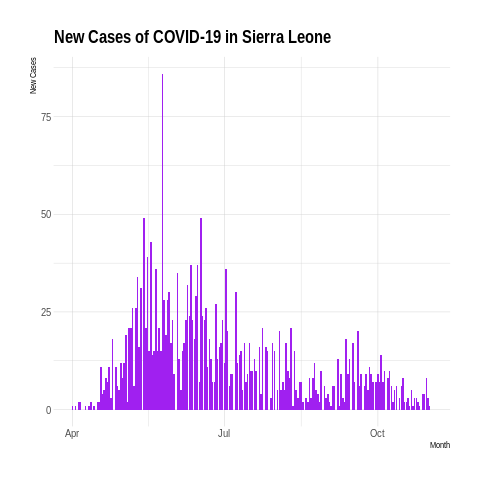 New Cases of COVID-19 in Sierra Leone
New Cases
75
50
25
0
Apr
Jul
Oct
Month